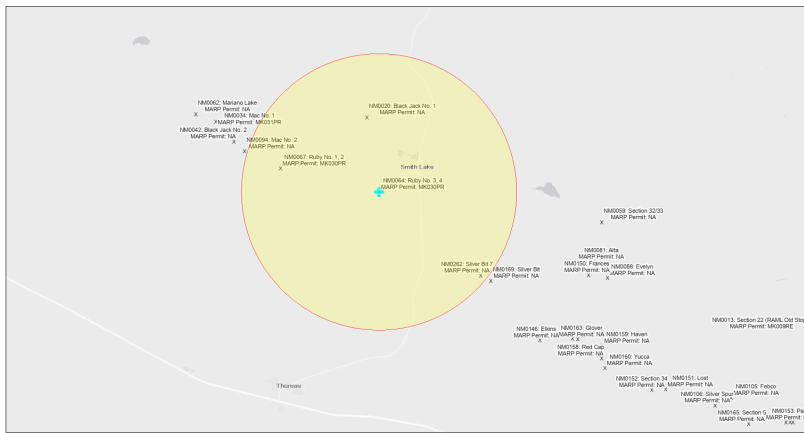 NM0062: Mariano Lake
MARP Permit: NA
NM0034: Mac No. 1
MARP Permit: MK031PR
NM0042: Black Jack No. 2
MARP Permit: NA
NM0094: Mac No. 2
MARP Permit: NA
NM0067: Ruby No. 1, 2
MARP Permit: MK030PR
NM0020: Black Jack No. 1
MARP Permit: NA
Smith Lake
NM0064: Ruby No. 3, 4
MARP Permit: MK030PR
NM0059: Section 32/33
MARP Permit: NA
NM0081: Alta
MARP Permit: NA
NM0150: Frances
MARP Permit: NA
NM0088: Evelyn
MARP Permit: NA
NM0262: Silver Bit 7
MARP Permit: NA
NM0169: Silver Bit
MARP Permit: NA
NM0013: Section 22 (RAML Old Stop
MARP Permit: MK009RE
NM0146: Elkins
MARP Permit: NA
NM0163: Glover
MARP Permit: NA
NM0159: Haven
MARP Permit: NA
NM0158: Red Cap
MARP Permit: NA
NM0160: Yucca
MARP Permit: NA
NM0152: Section 34
MARP Permit: NA
NM0151: Lost
MARP Permit: NA
NM0105: Febco
MARP Permit: NA
NM0106: Silver Spur
MARP Permit: NA
NM0165: Section 5
MARP Permit: NA
NM0153: Pa
MARP Permit:
Thoreau